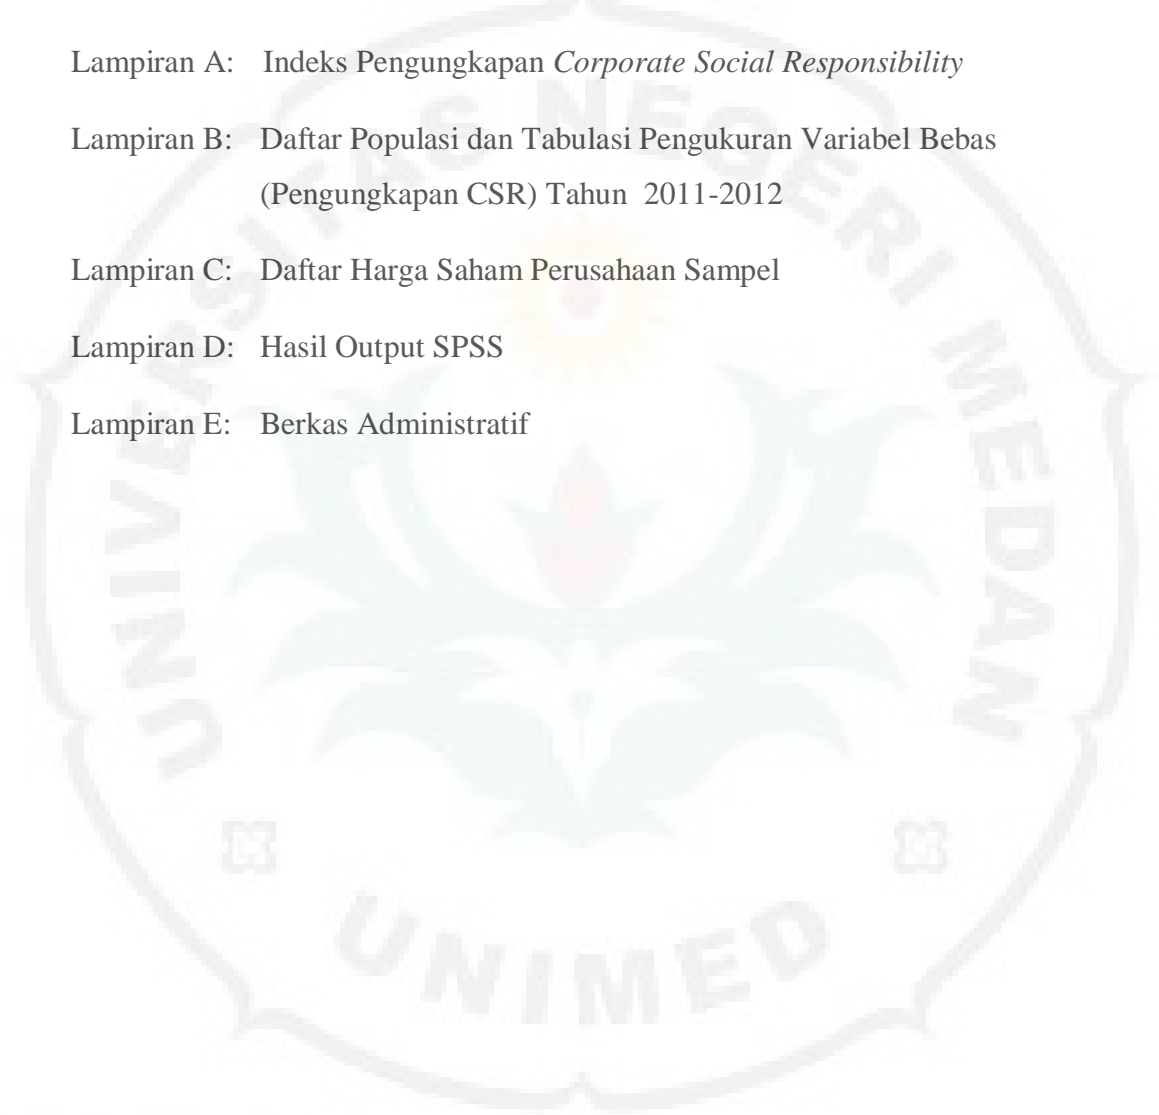 Lampiran A: Indeks Pengungkapan Corporate Social Responsibility
Lampiran B: Daftar Populasi dan Tabulasi Pengukuran Variabel Bebas
(Pengungkapan CSR) Tahun 2011-2012
Lampiran C: Daftar Harga Saham Perusahaan Sampel
Lampiran D: Hasil Output SPSS
Lampiran E: Berkas Administratif
UNIVERSITAS NEGERI MEDAN
UNIMED